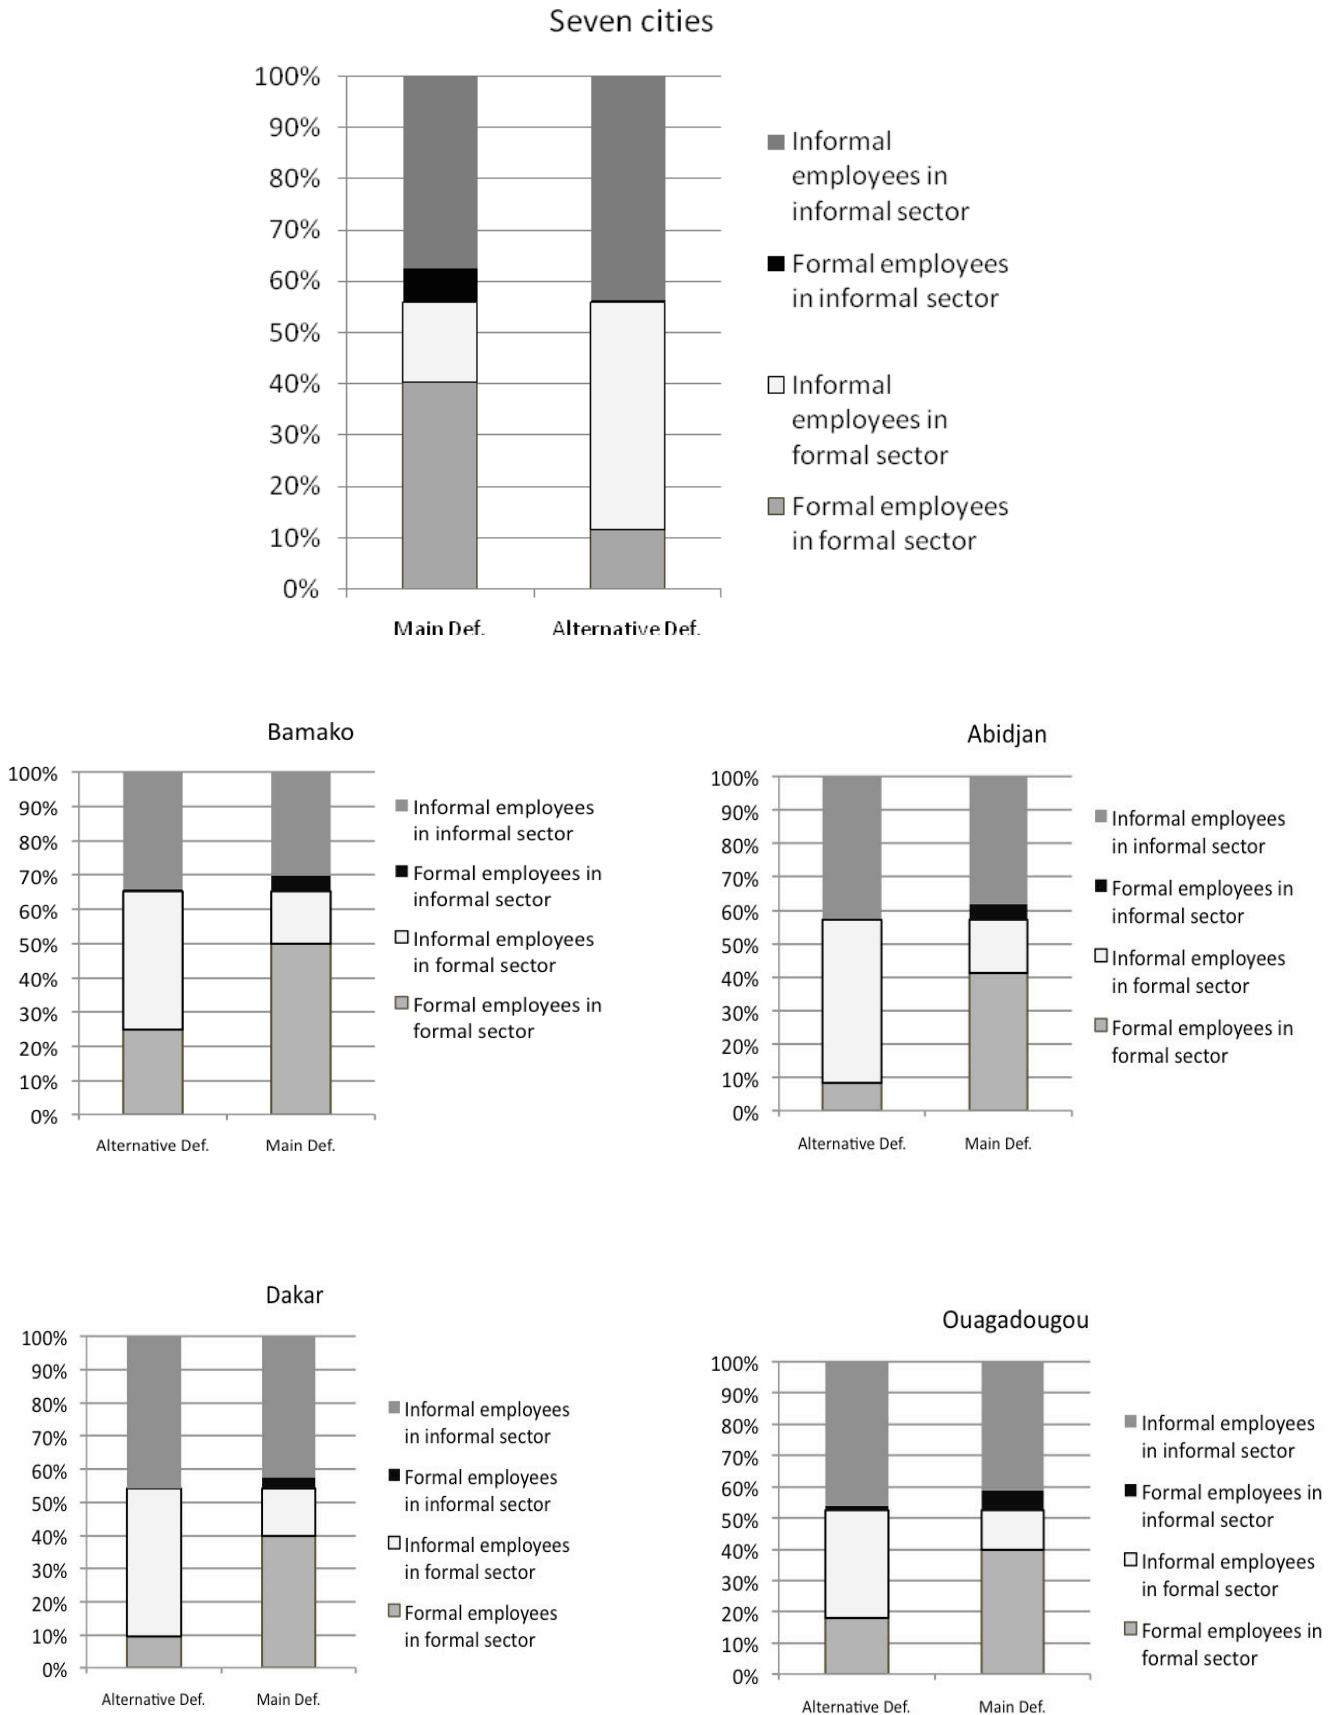 Seven cities
100%
90%
80%
70%
60%
50%
40%
30%
20%
10%
0%
Main Def.
Alternative Def.
Informal
employees in
informal sector
Formal employees
in informal sector
Informal
employees in
formal sector
Formal employees
in formal sector
Bamako
100%
90%
80%
70%
60%
50%
40%
30%
20%
10%
0%
Alternative Def.
Main Def.
Informal employees
in informal sector
Formal employees in
informal sector
Informal employees
in formal sector
Formal employees in
formal sector
Abidjan
100%
90%
80%
70%
60%
50%
40%
30%
20%
10%
0%
Alternative Def.
Main Def.
Informal employees
in informal sector
Formal employees in
informal sector
Informal employees
in formal sector
Formal employees in
formal sector
Dakar
100%
90%
80%
70%
60%
50%
40%
30%
20%
10%
0%
Alternative Def.
Main Def.
Informal employees
in informal sector
Formal employees
in informal sector
Informal employees
in formal sector
Formal employees
in formal sector
Ouagadougou
100%
90%
80%
70%
60%
50%
40%
30%
20%
10%
0%
Alternative Def.
Main Def.
Informal employees
in informal sector
Formal employees in
informal sector
Informal employees
in formal sector
Formal employees in
formal sector